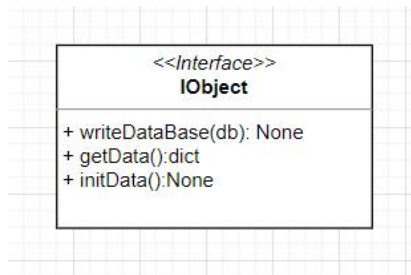 <<Interface>>
IObject
+ writeDataBase(db): None
+ getData():dict
+ initData():None